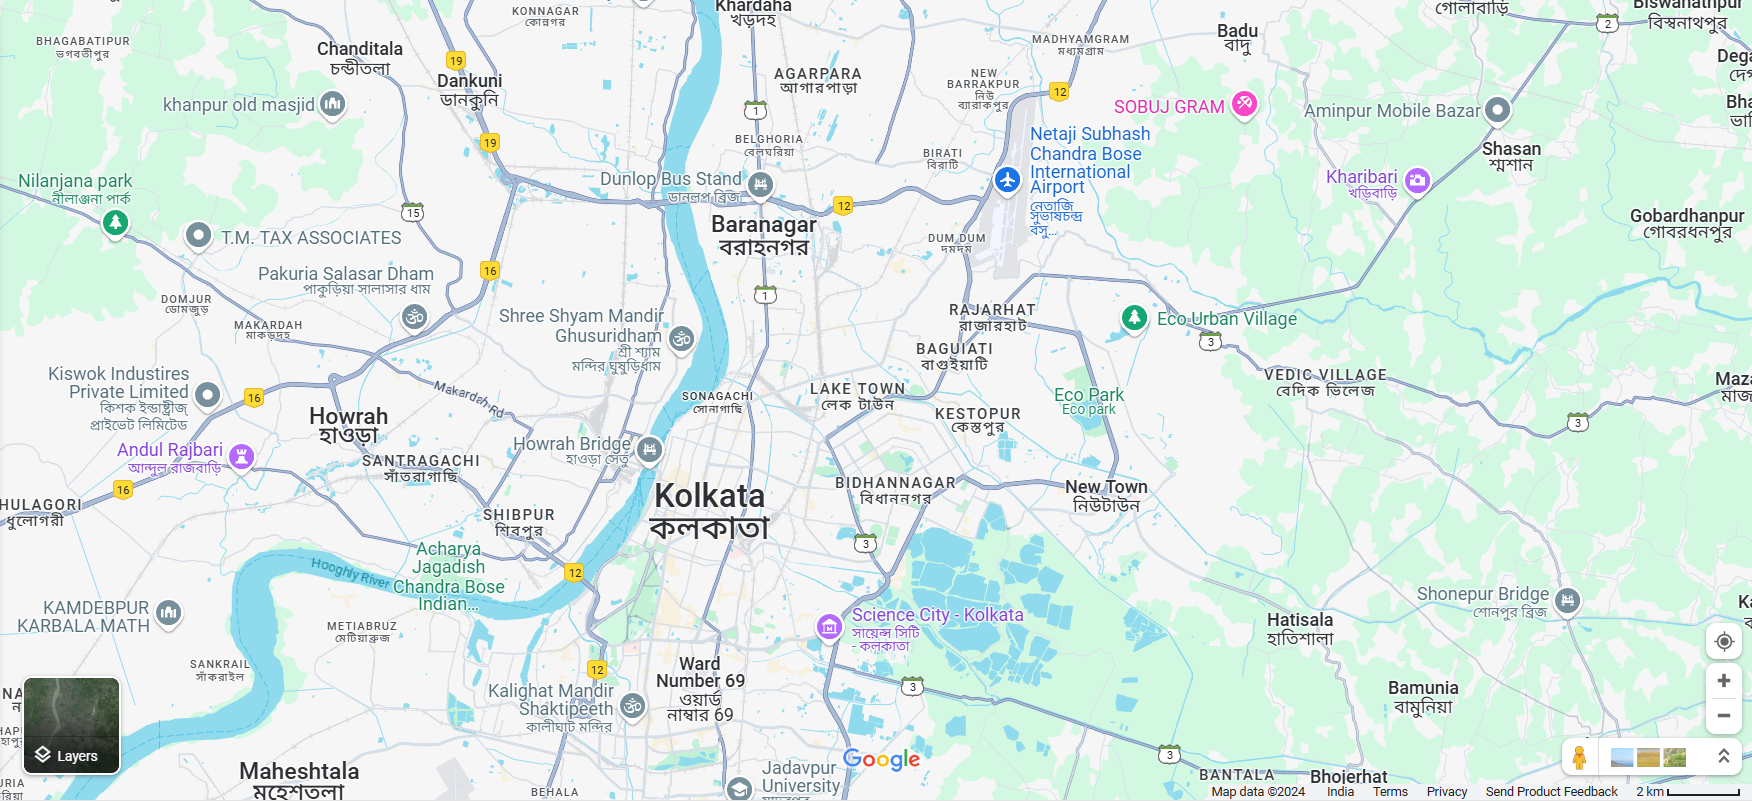 Khardaha
খড়দহ
KONNAGAR
কোন্নগর
গোলাবাড়ি
বিশ্বনাথপুর
BHAGABATIPUR
ভগবতীপুর
Chanditala
চন্ডীতলা
19
Dankuni
ডানকুনি
AGARPARA
আগারপাড়া
MADHYAMGRAM
মধ্যমগ্রাম
Badu
বাদু
2
NEW
BARRAKPUR
নিউ
ব্যারাকপুর
12
SOBUJ GRAM
Aminpur Mobile Bazar
khanpur old masjid
1
19
BELGHORIA
বেলঘরিয়া
BIRATI
বিরাটি
Netaji Subhash
Chandra Bose
International
Airport
নেতাজি
সুভাষচন্দ্র
বসু...
Shasan
শাসন
Kharibari
খড়িবাড়ি
Nilanjana park
নীলাঞ্জনা পার্ক
Dunlop Bus Stand
ডানলপ ব্রিজ
15
12
Baranagar
বরাহনগর
Gobardhanpur
গোবরধনপুর
T.M. TAX ASSOCIATES
DUM DUM
দমদম
16
Pakuria Salasar Dham
পাকুড়িয়া সালাসার ধাম
1
DOMJUR
ডোমজুড়
MAKARDAH
মাকড়দহ
Shree Shyam Mandir
Ghusuridham
শ্রী শ্যাম
মন্দির ঘুষুড়িধাম
RAJARHAT
রাজারহাট
Eco Urban Village
3
BAGUIATI
বাগুইয়াটি
Kiswok Industires
Private Limited
কিশক ইন্ডাস্ট্রীজ্
প্রাইভেট লিমিটেড
16
Makardah Rd
SONAGACHI
সোনাগাছি
LAKE TOWN
লেক টাউন
VEDIC VILLAGE
বেদিক ভিলেজ
Eco Park
Eco park
Howrah
হাওড়া
KESTOPUR
কেস্তপুর
3
Andul Rajbari
আন্দুল রাজবাড়ি
Howrah Bridge
হাওড়া সেতু
SANTRAGACHI
সাঁতরাগাছি
16
Kolkata
কলকাতা
BIDHANNAGAR
বিধাননগর
New Town
নিউটাউন
HULAGORI
ধুলোগরী
SHIBPUR
শিবপুর
3
Acharya
Jagadish
Chandra Bose
Indian...
Hooghly River
12
KAMDEBPUR
KARBALA MATH
Shonepur Bridge
শোনপুর ব্রিজ
Science City - Kolkata
সায়েন্স সিটি
- কলকাতা
Hatisala
হাতিশালা
METIABRUZ
মেটিয়াব্রুজ
SANKRAIL
সাঁকরাইল
12
Ward
Number 69
ওয়ার্ড
নাম্বার 69
3
Kalighat Mandir
Shaktipeeth
কালীঘাট মন্দির
Bamunia
বামুনিয়া
Layers
Google
3
Maheshtala
মহেশতলা
Jadavpur
University
BEHALA
BANTALA
Bhojerhat
Map data ©2024 India Terms Privacy Send Product Feedback 2 km